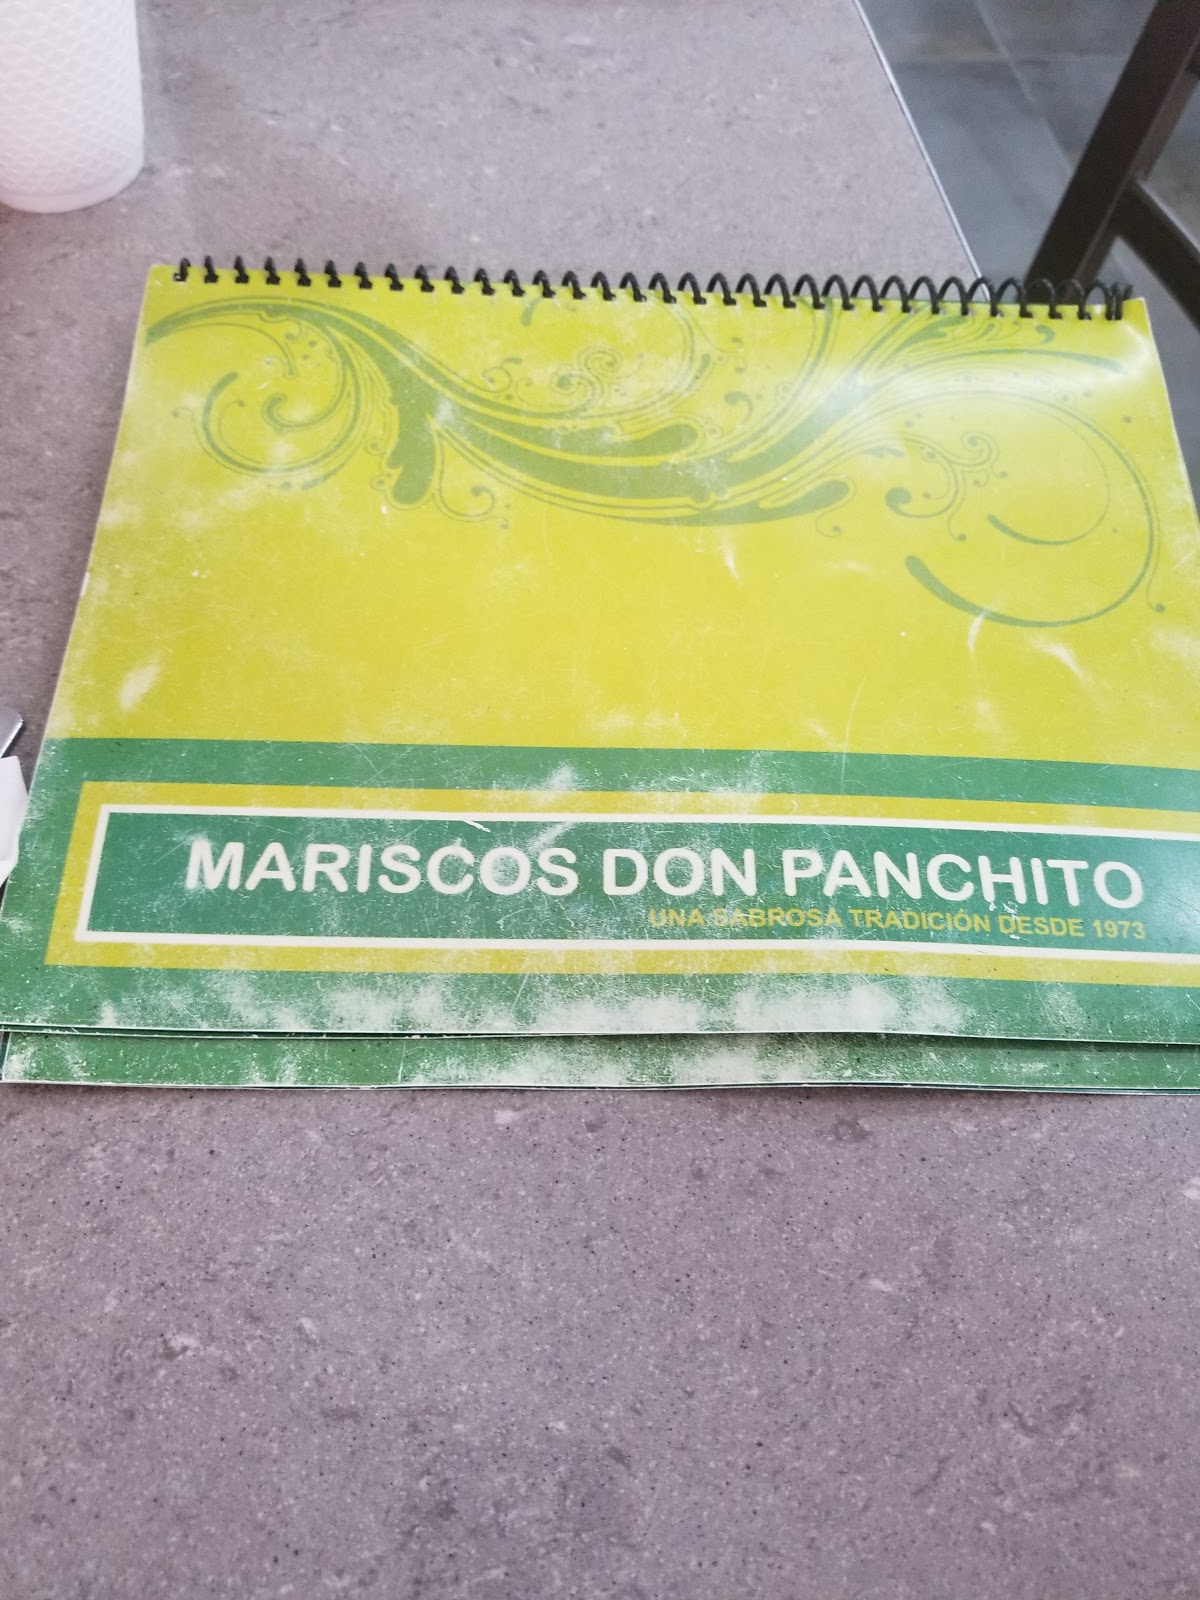 MARISCOS DON PANCHITO
UNA SABROSA TRADICIÓN DESDE 1973